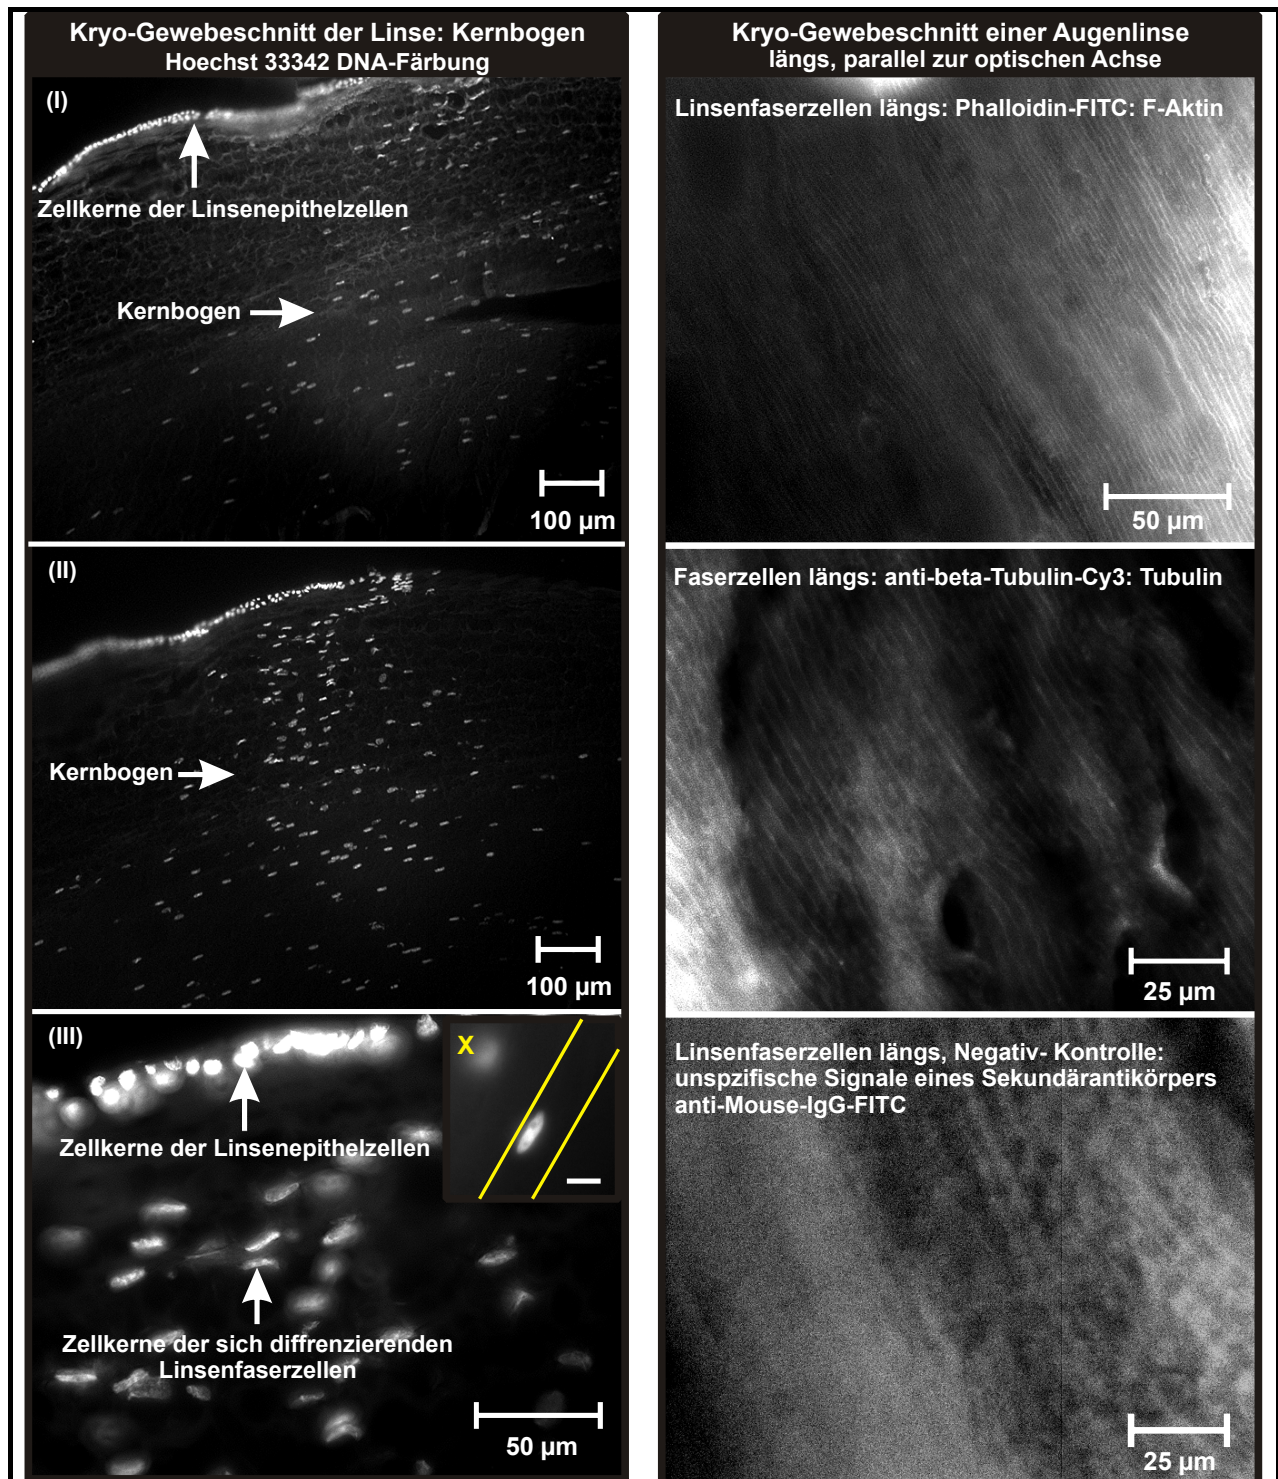 Kryo-Gewebeschnitt der Linse: Kernbogen
Hoechst 33342 DNA-Färbung
(I)
Zellkerne der Linsenepithelzellen
Kernbogen
100 µm
(II)
Kernbogen
100 µm
(III)
X
Zellkerne der Linsenepithelzellen
Zellkerne der sich diffrenzierenden
Linsenfaserzellen
50 µm
Kryo-Gewebeschnitt einer Augenlinse
längs, parallel zur optischen Achse
Linsenfaserzellen längs: Phalloidin-FITC: F-Aktin
50 µm
Faserzellen längs: anti-beta-Tubulin-Cy3: Tubulin
25 µm
Linsenfaserzellen längs, Negativ- Kontrolle:
unspzifische Signale eines Sekundärantikörpers
anti-Mouse-IgG-FITC
25 µm